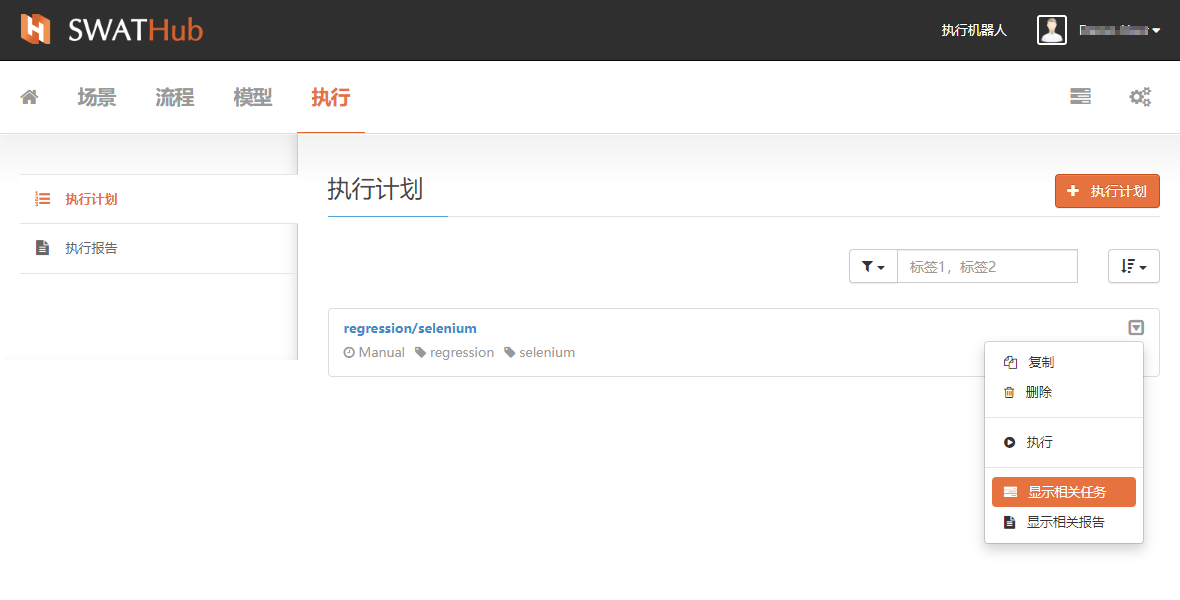 SWATHub
执行机器人
场景 流程 模型 执行
执行计划
执行报告
执行计划
执行计划
标签1，标签2
regression/selenium
Manual regression selenium
复制
删除
执行
显示相关任务
显示相关报告